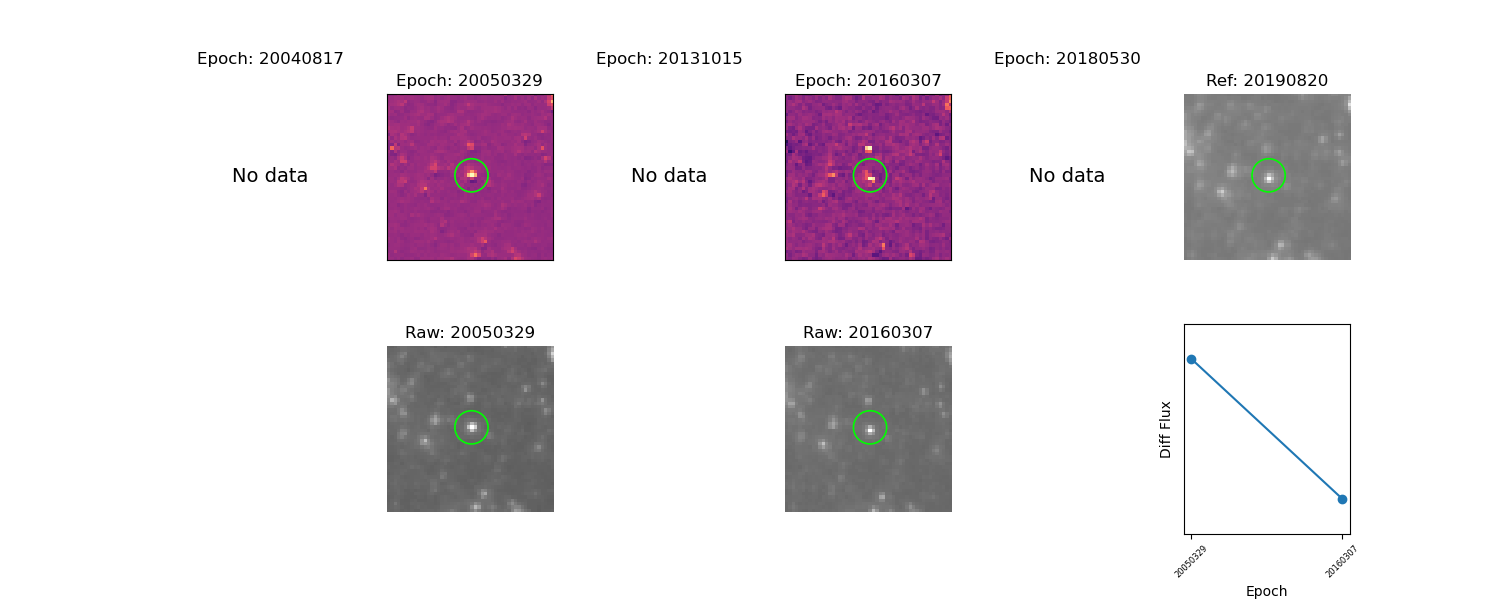 Epoch: 20040817
Epoch: 20131015
Epoch: 20180530
Epoch: 20050329
Epoch: 20160307
Ref: 20190820
No data
No data
No data
Raw: 20050329
Raw: 20160307
Diff Flux
20050329
20160307
Epoch